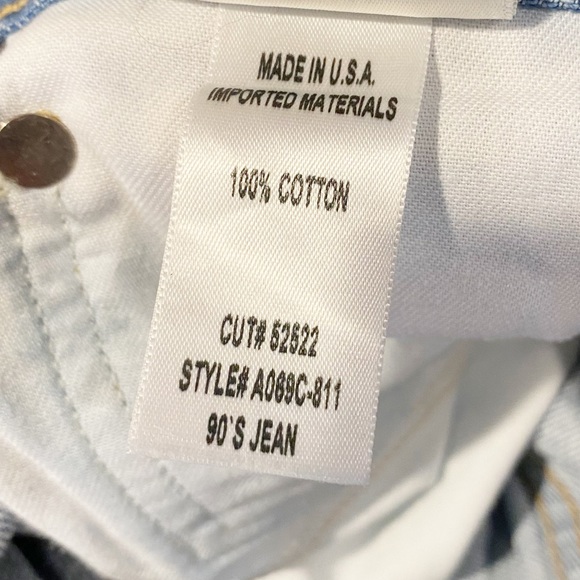 MADE IN U.S.A.
IMPORTED MATERIALS
100% COTTON
CUT# 52522
STYLE# A069C-811
90`S JEAN